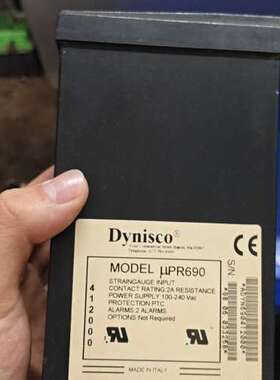 Dynisco®
CE
MODEL µPR690
S/N
STRAINGAUGE INPUT
CONTACT RATING:2A RESISTANCE
POWER SUPPLY:100-240 Vac
PROTECTION:PTC
ALARMS:2 ALARMS
OPTIONS:Not Required
412000
MADE IN ITALY